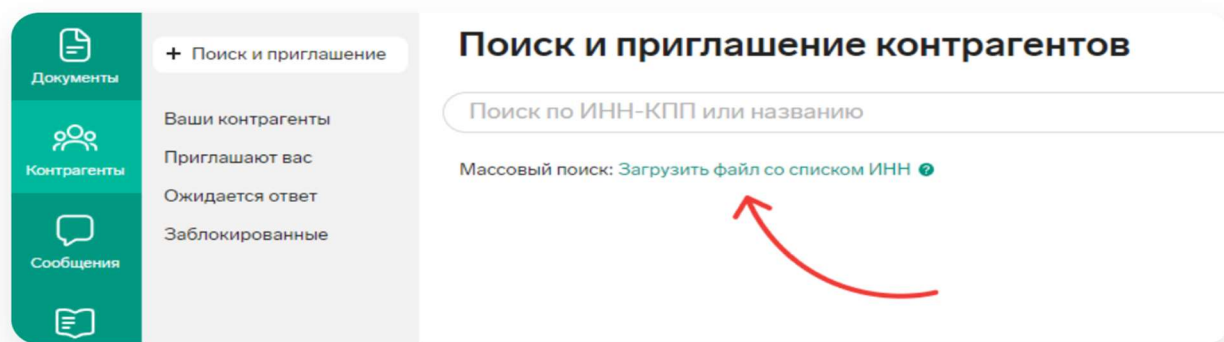 Документы
Контрагенты
Сообщения
+ Поиск и приглашение
Ваши контрагенты
Приглашают вас
Ожидается ответ
Заблокированные
Поиск и приглашение контрагентов
Поиск по ИНН-КПП или названию
Массовый поиск: Загрузить файл со списком ИНН ?